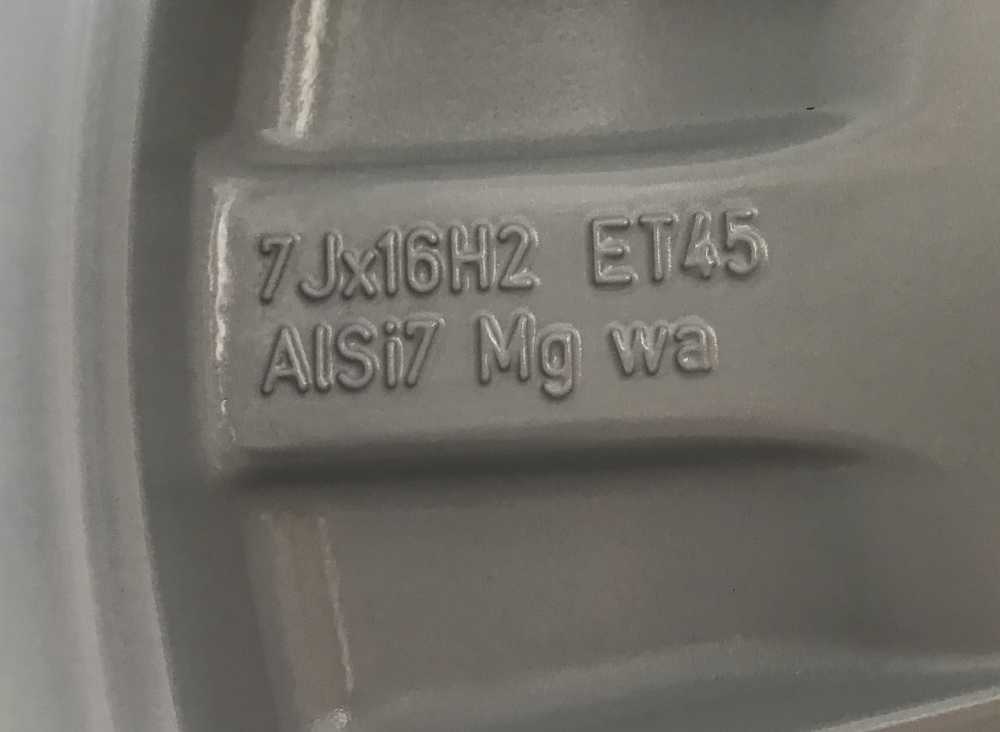 7Jx16H2 ET45
AlSi7 Mg wa